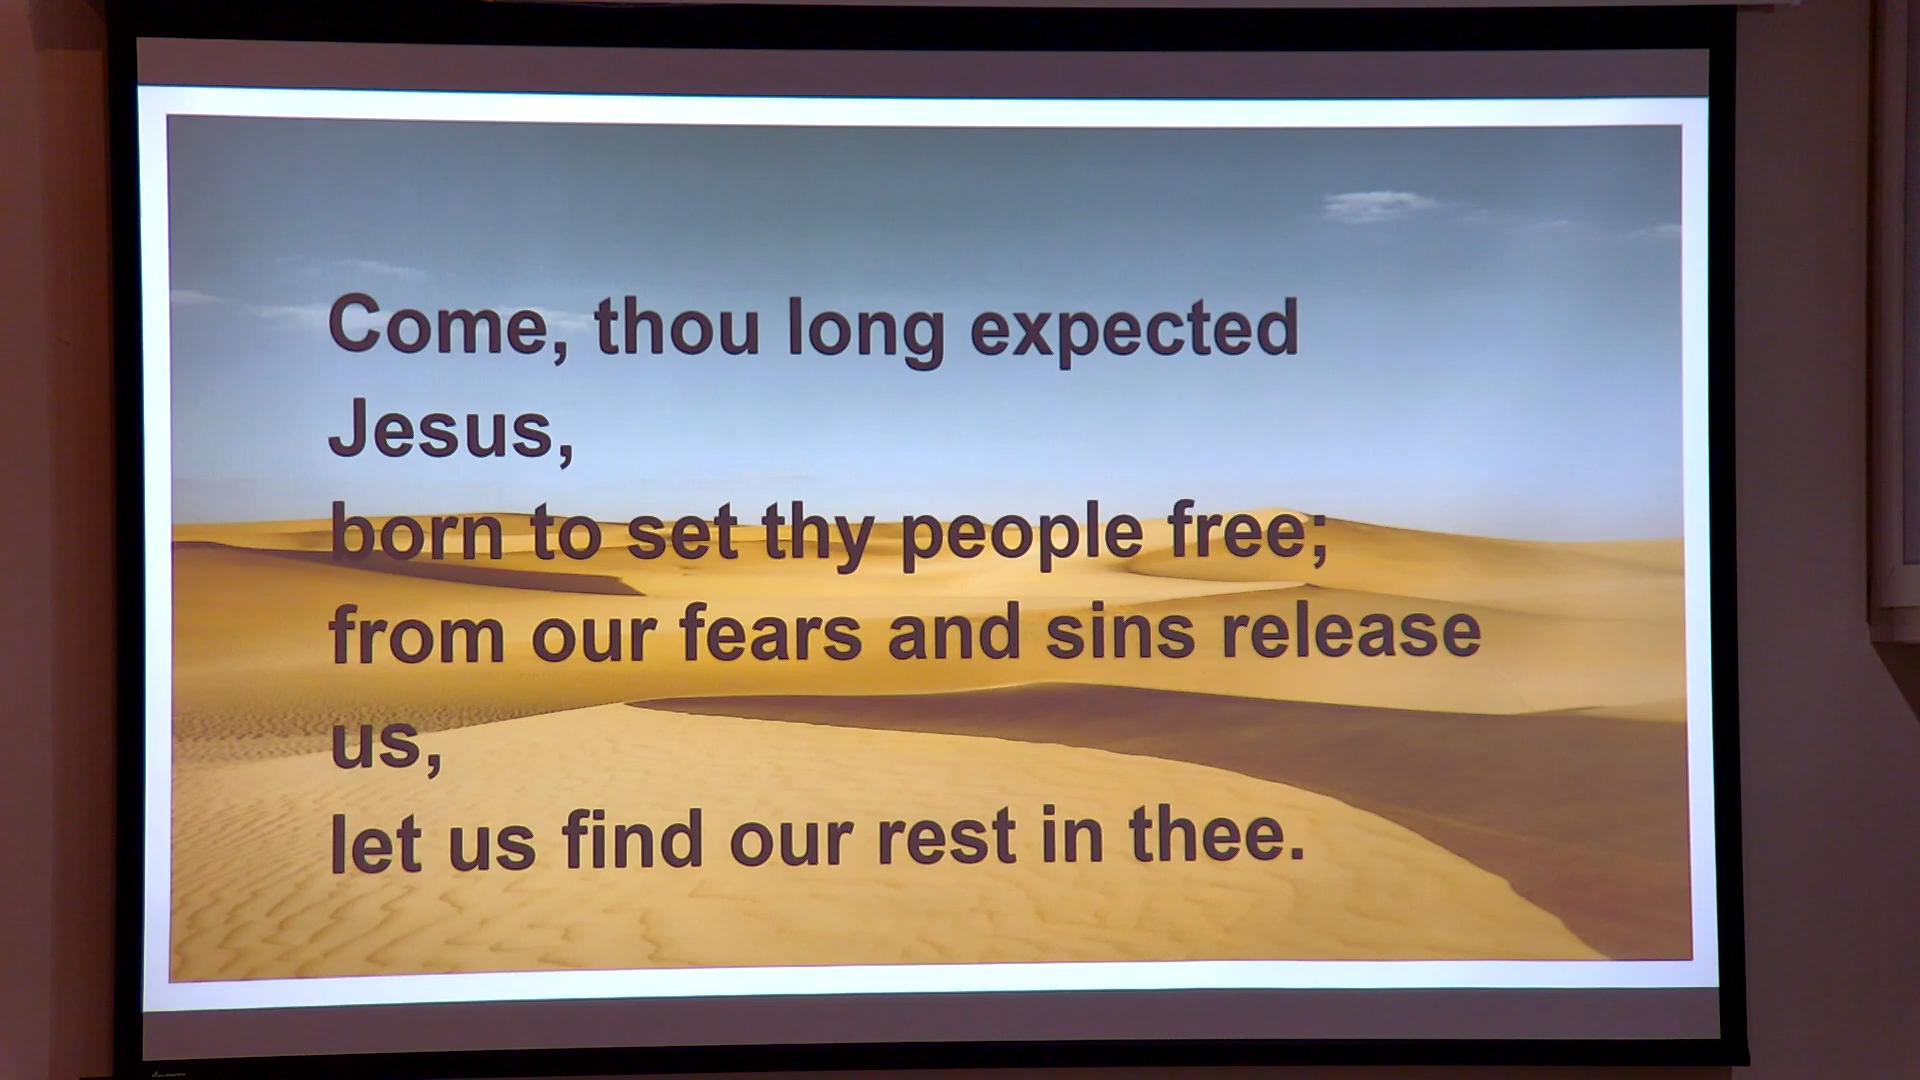 Come, thou long expected
Jesus,
born to set thy people free;
from our fears and sins release
us,
let us find our rest in thee.